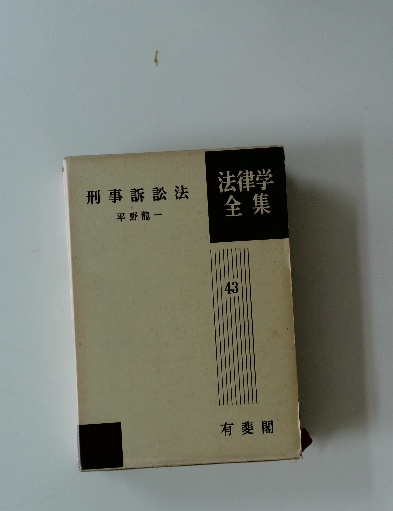 刑事訴訟法
平野龍一
法律学
全集
43
有斐閣